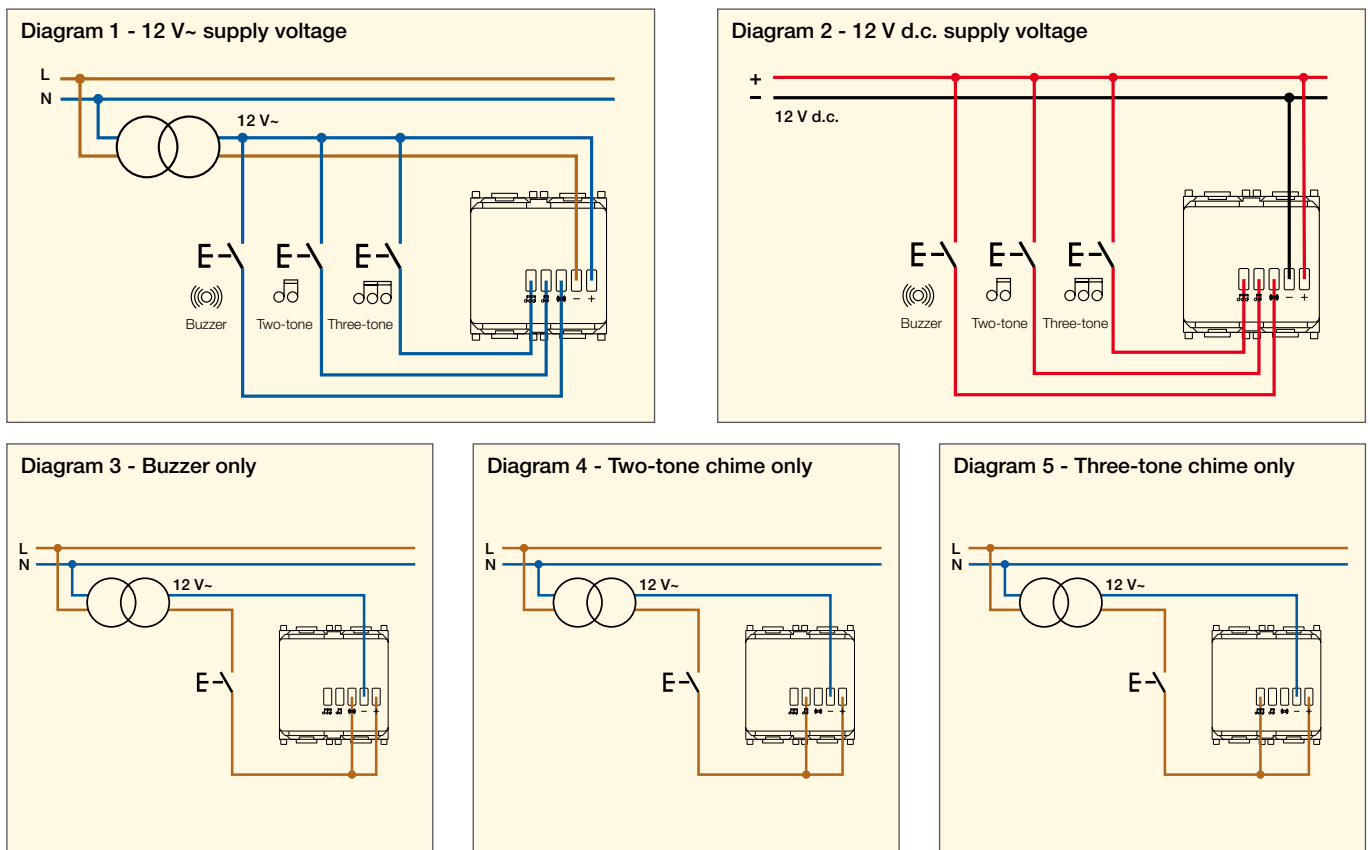 Diagram 1 - 12 V~ supply voltage
L
N
12 V~
Buzzer
Two-tone
Three-tone
− +
Diagram 2 - 12 V d.c. supply voltage
+
−
12 V d.c.
Buzzer
Two-tone
Three-tone
− +
Diagram 3 - Buzzer only
L
N
12 V~
− +
Diagram 4 - Two-tone chime only
L
N
12 V~
− +
Diagram 5 - Three-tone chime only
L
N
12 V~
− +